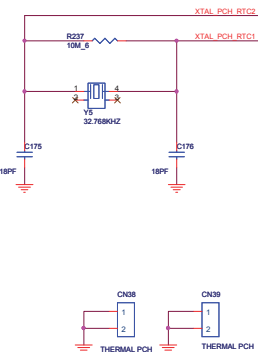 XTAL_PCH_RTC2
R237
XTAL_PCH_RTC1
10M_6
1
4
2
3
Y5
32.768KHZ
C175
C176
18PF
18PF
CN38
CN39
1
1
2
2
THERMAL PCH
THERMAL PCH